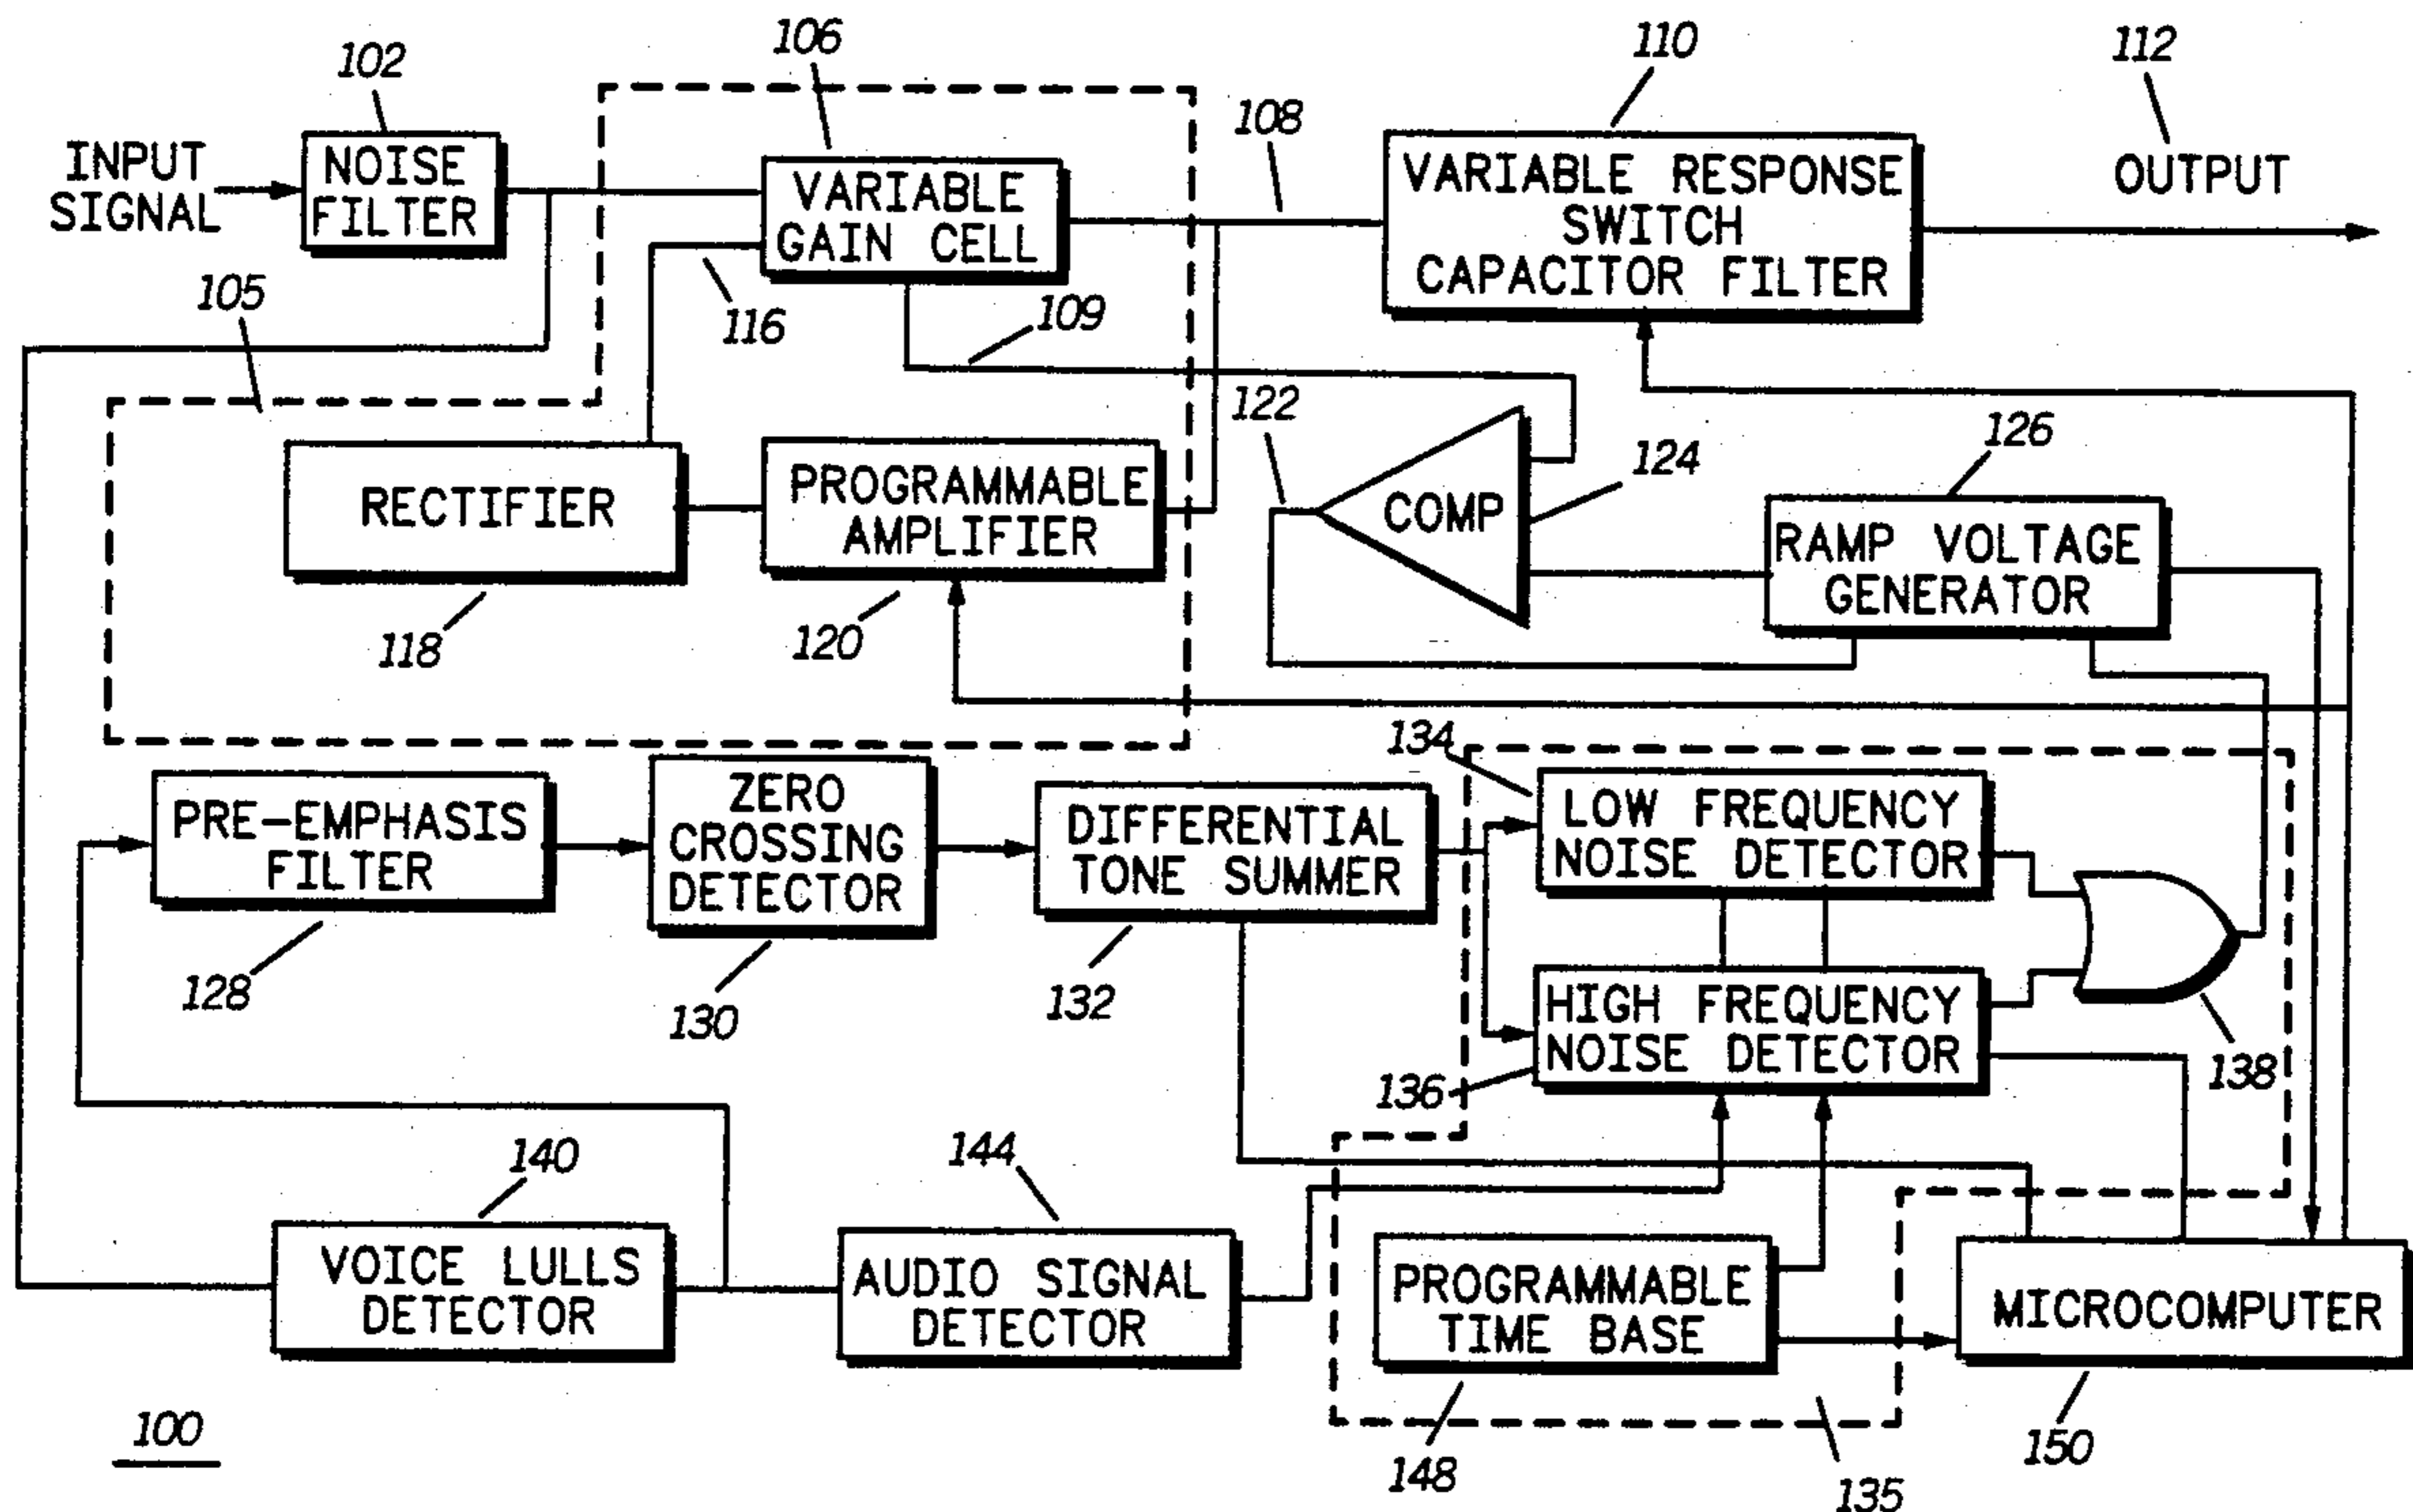 106
110
112
102
108
INPUT
SIGNAL
NOISE
FILTER
VARIABLE
GAIN CELL
VARIABLE RESPONSE
SWITCH
CAPACITOR FILTER
OUTPUT
105
116
109
122
124
126
RECTIFIER
PROGRAMMABLE
AMPLIFIER
COMP
RAMP VOLTAGE
GENERATOR
118
120
134
PRE-EMPHASIS
FILTER
ZERO
CROSSING
DETECTOR
DIFFERENTIAL
TONE SUMMER
LOW FREQUENCY
NOISE DETECTOR
128
130
132
HIGH FREQUENCY
NOISE DETECTOR
136
138
140
144
VOICE LULLS
DETECTOR
AUDIO SIGNAL
DETECTOR
PROGRAMMABLE
TIME BASE
MICROCOMPUTER
100
148
135
150